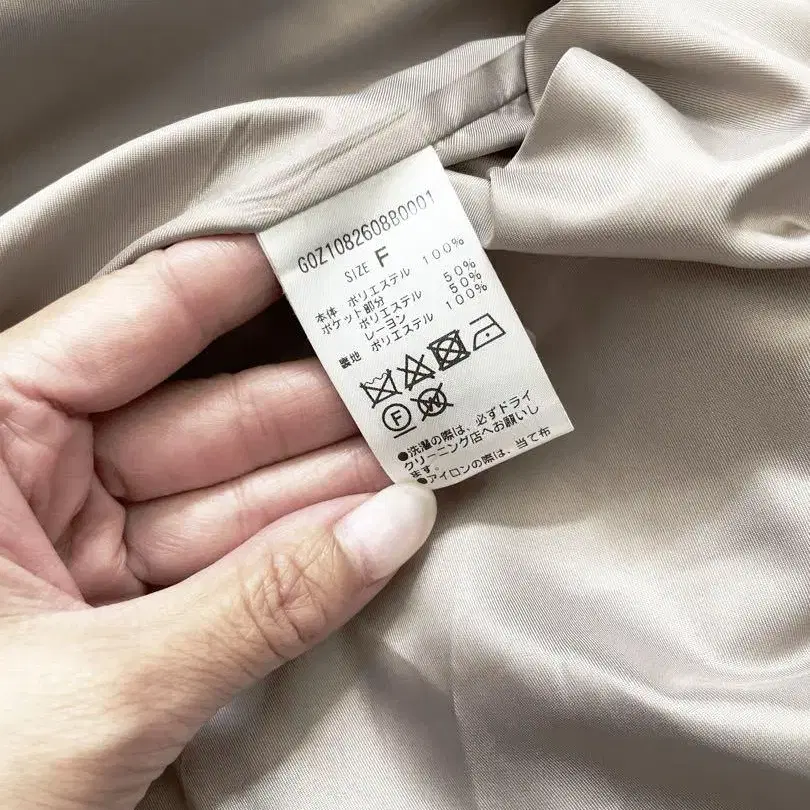 G0Z1082608B0001
SIZE F
本体 ポリエステル 100%
ポケット部分
ポリエステル 50%
レーヨン 50%
裏地 ポリエステル 100%
F W
●洗濯の際は、必ずドライ
クリーニング店へお願いし
ます。
●アイロンの際は、当て布